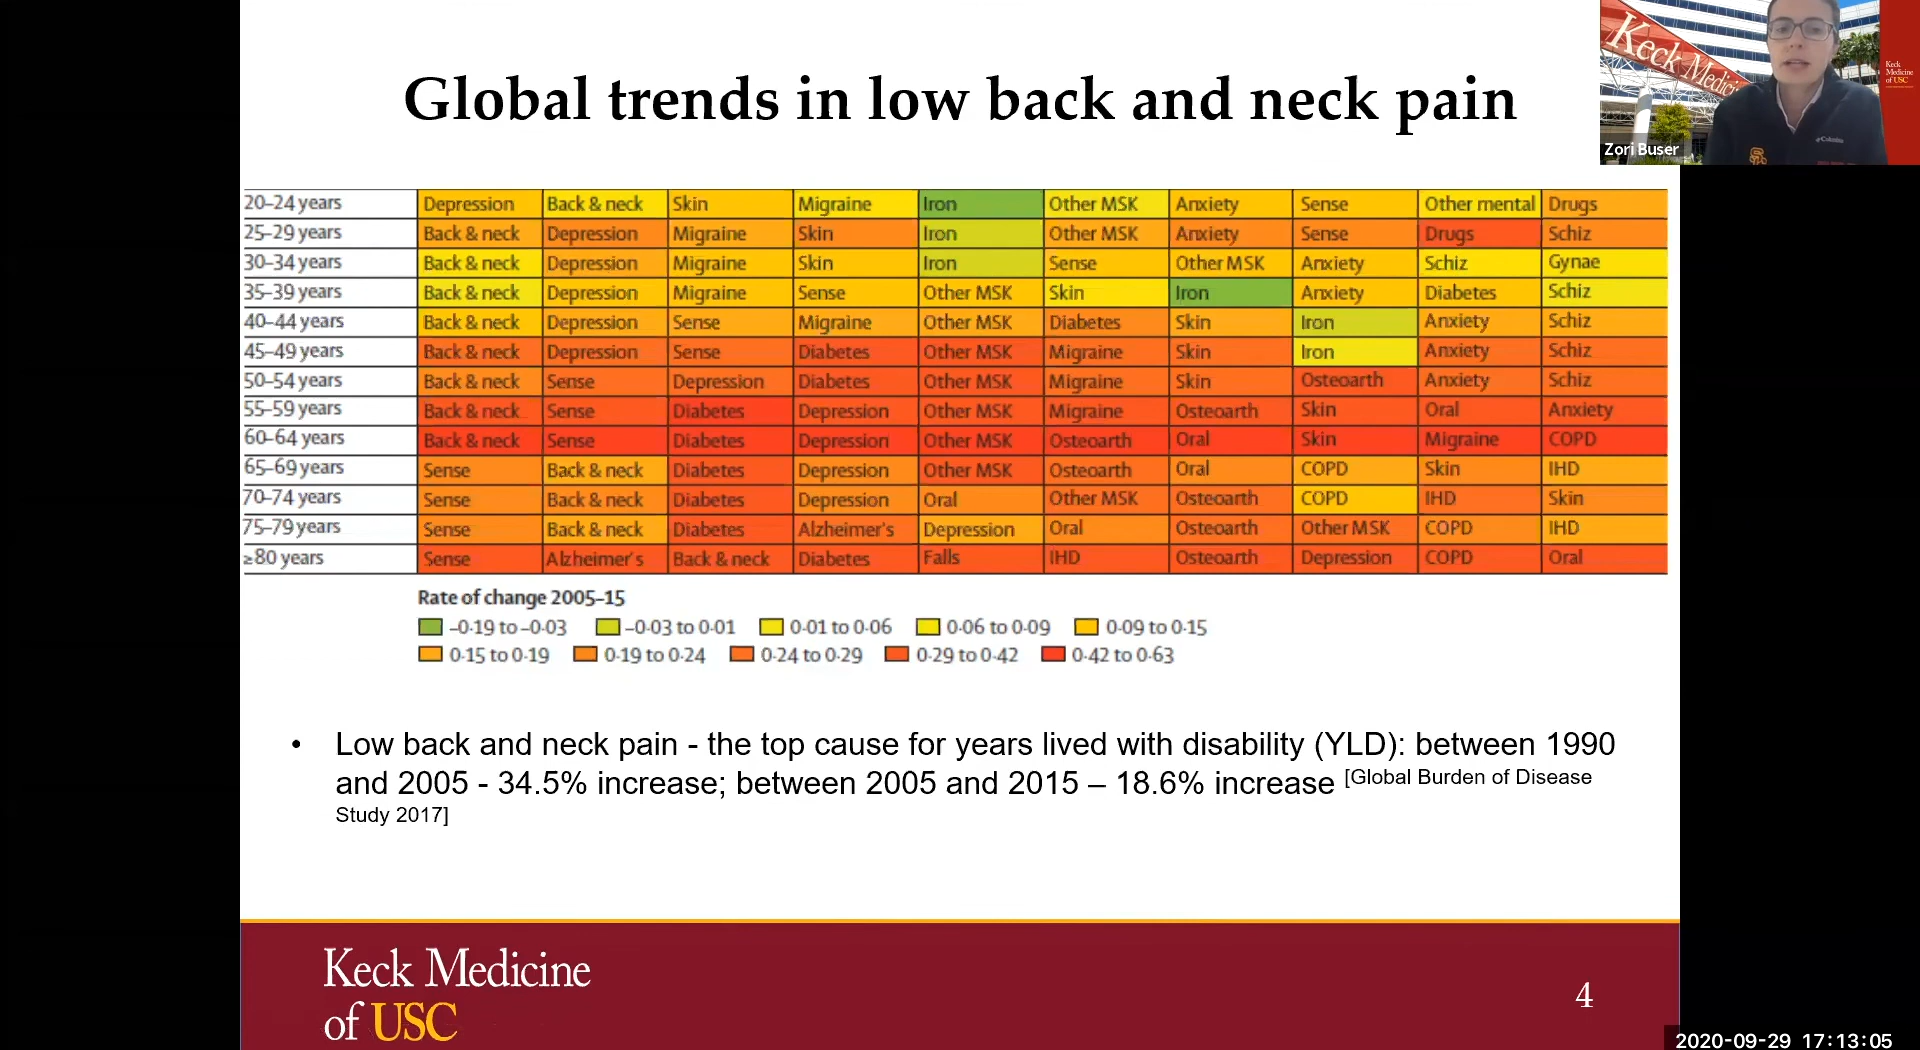 Global trends in low back and neck pain
Keck Medici
Keck
Medicine
of USC
Zori Buser
20–24 years Depression Back & neck Skin Migraine Iron Other MSK Anxiety Sense Other mental Drugs
25–29 years Back & neck Depression Migraine Skin Iron Other MSK Anxiety Sense Drugs Schiz
30–34 years Back & neck Depression Migraine Skin Iron Sense Other MSK Anxiety Schiz Gynae
35–39 years Back & neck Depression Migraine Sense Other MSK Skin Iron Anxiety Diabetes Schiz
40–44 years Back & neck Depression Sense Migraine Other MSK Diabetes Skin Iron Anxiety Schiz
45–49 years Back & neck Depression Sense Diabetes Other MSK Migraine Skin Iron Anxiety Schiz
50–54 years Back & neck Sense Depression Diabetes Other MSK Migraine Skin Osteoarth Anxiety Schiz
55–59 years Back & neck Sense Diabetes Depression Other MSK Migraine Osteoarth Skin Oral Anxiety
60–64 years Back & neck Sense Diabetes Depression Other MSK Osteoarth Oral Skin Migraine COPD
65–69 years Sense Back & neck Diabetes Depression Other MSK Osteoarth Oral COPD Skin IHD
70–74 years Sense Back & neck Diabetes Depression Oral Other MSK Osteoarth COPD IHD Skin
75–79 years Sense Back & neck Diabetes Alzheimer's Depression Oral Osteoarth Other MSK COPD IHD
≥80 years Sense Alzheimer's Back & neck Diabetes Falls IHD Osteoarth Depression COPD Oral
Rate of change 2005–15
–0·19 to –0·03 –0·03 to 0·01 0·01 to 0·06 0·06 to 0·09 0·09 to 0·15
0·15 to 0·19 0·19 to 0·24 0·24 to 0·29 0·29 to 0·42 0·42 to 0·63
• Low back and neck pain - the top cause for years lived with disability (YLD): between 1990
and 2005 - 34.5% increase; between 2005 and 2015 – 18.6% increase [Global Burden of Disease
Study 2017]
Keck Medicine
of USC
4
2020-09-29 17:13:05